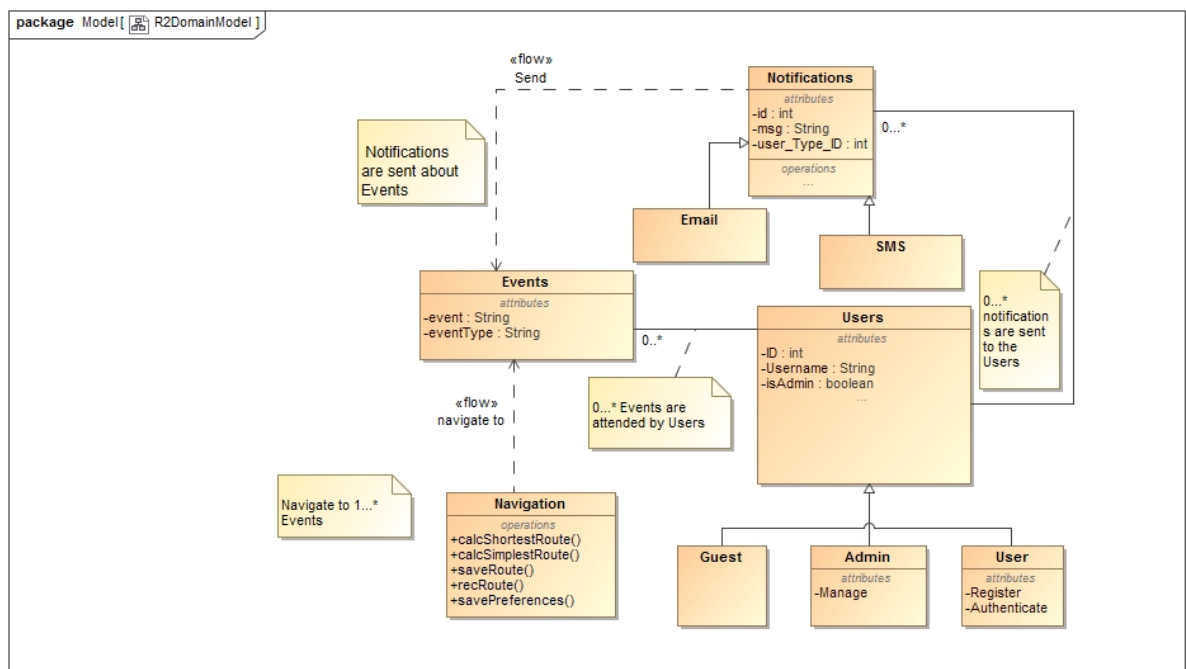 package Model[ R2DomainModel ]
«flow»
Send
Notifications
attributes
-id : int
-msg : String
-user_Type_ID : int
operations
...
0...*
Notifications
are sent about
Events
Email
SMS
Events
attributes
-event : String
-eventType : String
0..*
Users
attributes
-ID : int
-Username : String
-isAdmin : boolean
...
0...*
notification
s are sent
to the
Users
«flow»
navigate to
0...* Events are
attended by Users
Navigate to 1...*
Events
Navigation
operations
+calcShortestRoute()
+calcSimplestRoute()
+saveRoute()
+recRoute()
+savePreferences()
Guest
Admin
attributes
-Manage
User
attributes
-Register
-Authenticate